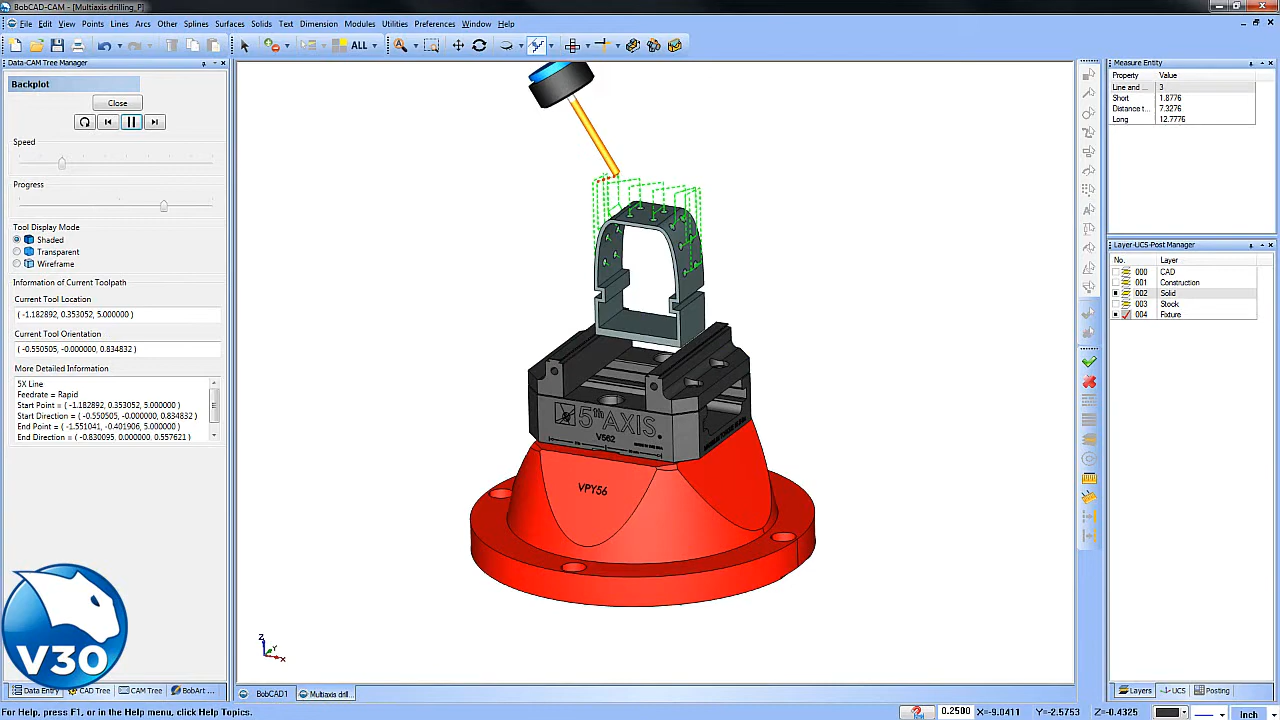 BobCAD-CAM - [Multiaxis drilling_P]
File Edit View Points Lines Arcs Other Splines Surfaces Solids Text Dimension Modules Utilities Preferences Window Help
ALL
Data-CAM Tree Manager
Backplot
Close
Speed
Progress
Tool Display Mode
Shaded
Transparent
Wireframe
Information of Current Toolpath
Current Tool Location
( -1.182892, 0.353052, 5.000000 )
Current Tool Orientation
( -0.550505, -0.000000, 0.834832 )
More Detailed Information
5X Line
Feedrate = Rapid
Start Point = ( -1.182892, 0.353052, 5.000000 )
Start Direction = ( -0.550505, -0.000000, 0.834832 )
End Point = ( -1.551041, -0.401906, 5.000000 )
End Direction = ( -0.830095, 0.000000, 0.557621 )
V30
Data Entry CAD Tree CAM Tree BobArt ...
5th AXIS.
V562
VPY56
Z
Y
X
BobCAD1 Multiaxis drill...
Measure Entity
Property Value
Line and ... 3
Short 1.8776
Distance t... 7.3276
Long 12.7776
Layer-UCS-Post Manager
No. Layer
000 CAD
001 Construction
002 Solid
003 Stock
004 Fixture
Layers UCS Posting
For Help, press F1, or in the Help menu, click Help Topics.
0.2500 X=-9.0411 Y=-2.5753 Z=-0.4325 Inch